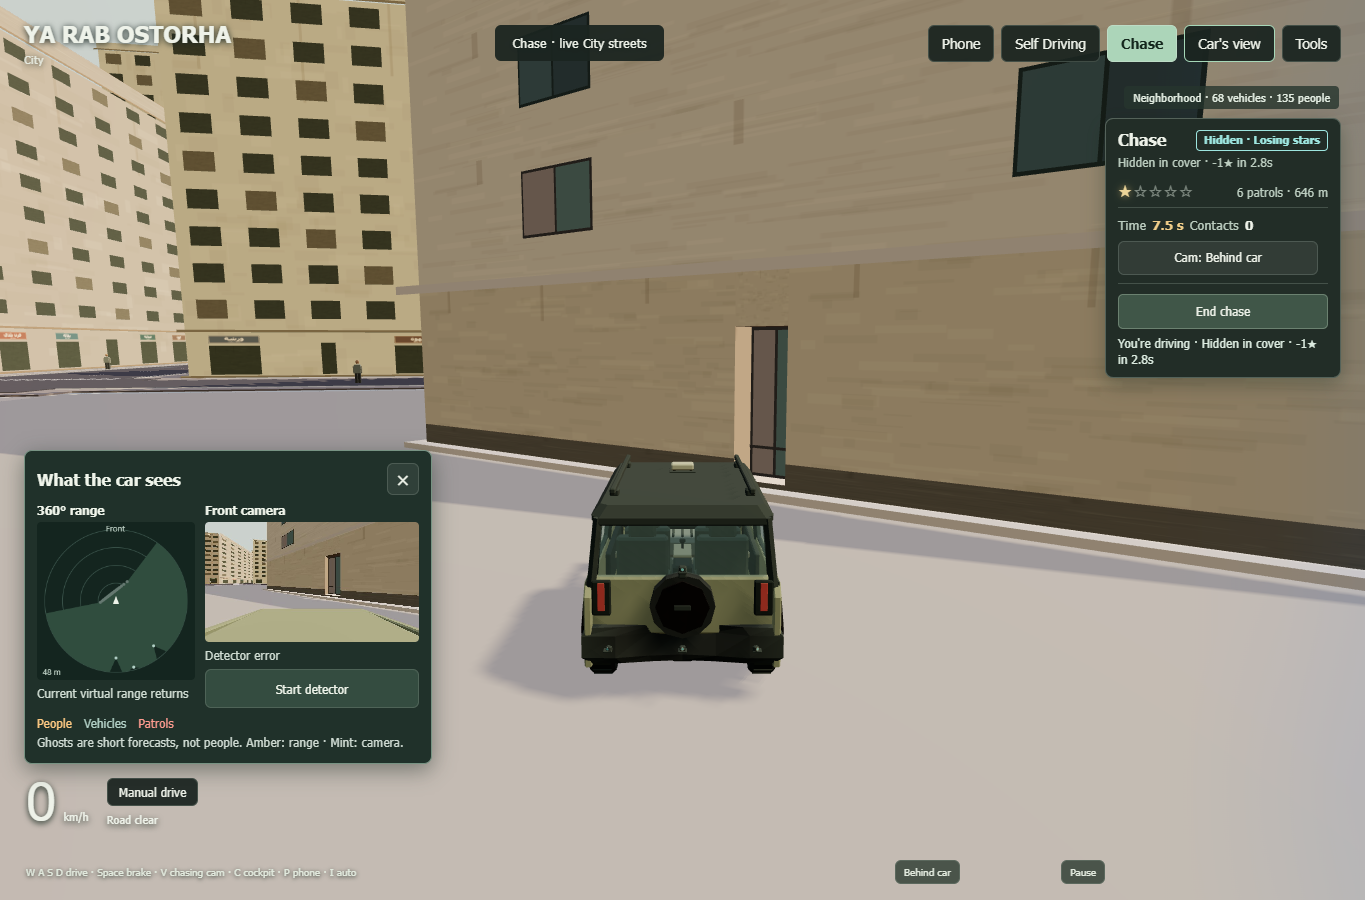 YA RAB OSTORHA
City
Chase · live City streets
Phone
Self Driving
Chase
Car's view
Tools
Neighborhood · 68 vehicles · 135 people
Chase
Hidden · Losing stars
Hidden in cover · -1★ in 2.8s
★☆☆☆☆ 6 patrols · 646 m
Time 7.5 s Contacts 0
Cam: Behind car
End chase
You're driving · Hidden in cover · -1★
in 2.8s
What the car sees
×
360° range
Front camera
Front
48 m
Current virtual range returns
Detector error
Start detector
People Vehicles Patrols
Ghosts are short forecasts, not people. Amber: range · Mint: camera.
0 km/h
Manual drive
Road clear
W A S D drive · Space brake · V chasing cam · C cockpit · P phone · I auto
Behind car
Pause